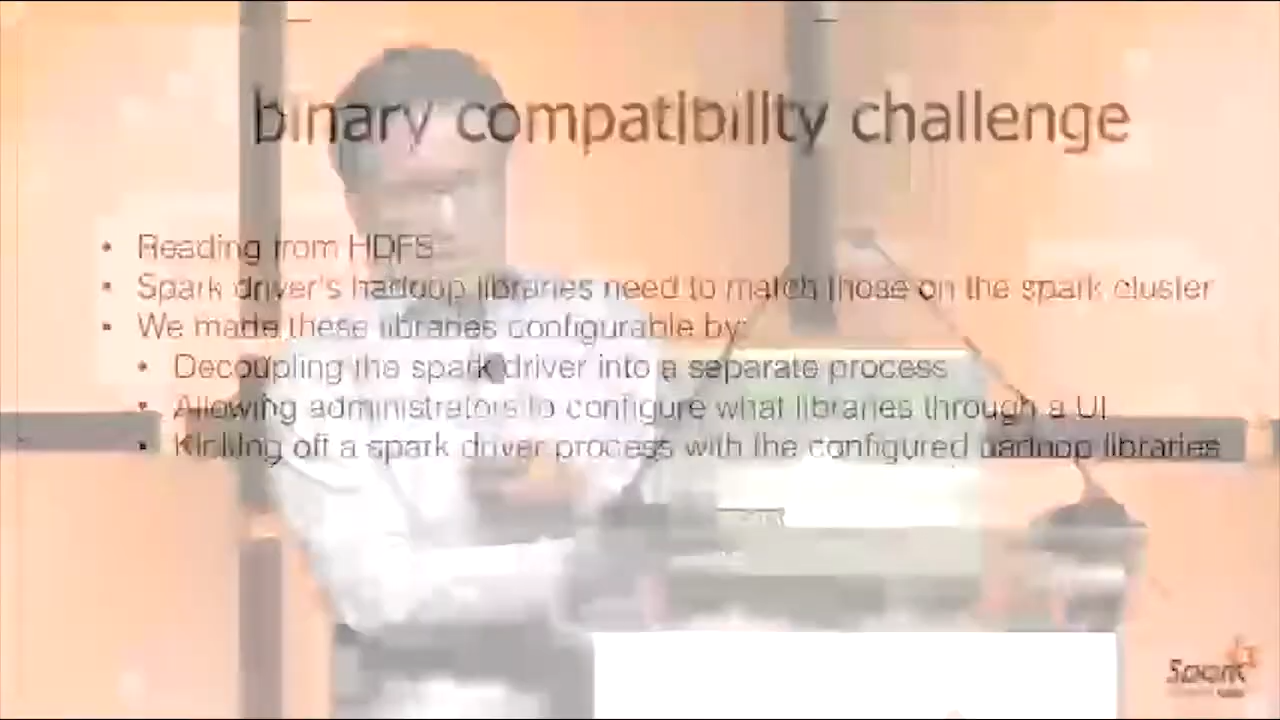 binary compatibility challenge
• Reading from HDFS
• Spark driver's hadoop libraries need to match those on the spark cluster
• We made these libraries configurable by:
• Decoupling the spark driver into a separate process
• Allowing administrators to configure what libraries through a UI
• Kicking off a spark driver process with the configured hadoop libraries
Spark